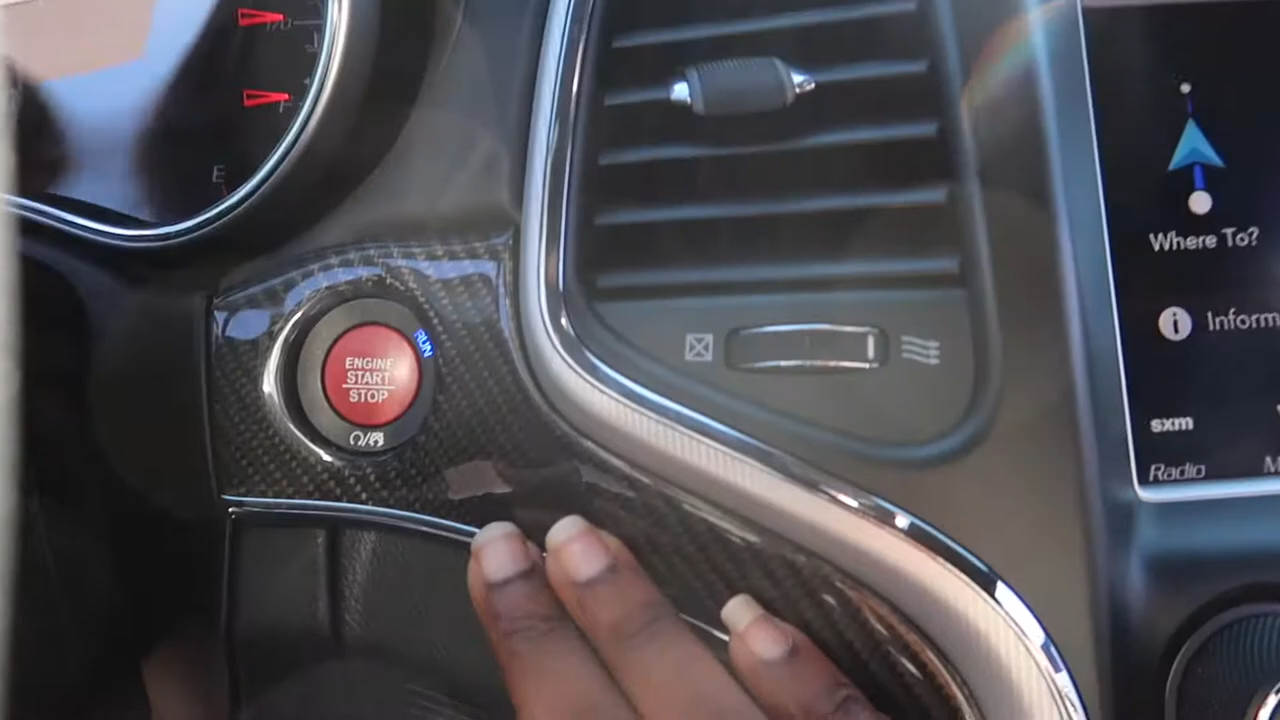 F
E
RUN
ENGINE
START
STOP
Where To?
Inform
sxm
Radio M